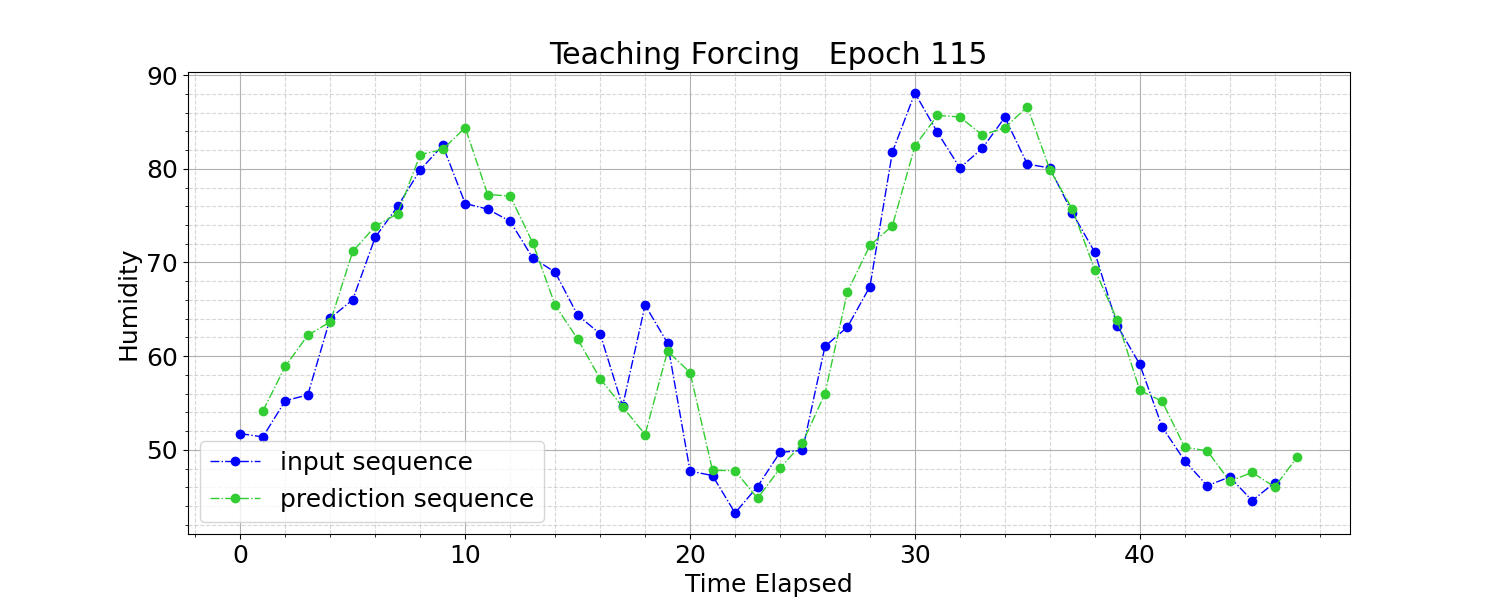 Teaching Forcing   Epoch 115
Humidity
90
80
70
60
50
input sequence
prediction sequence
0 10 20 30 40
Time Elapsed